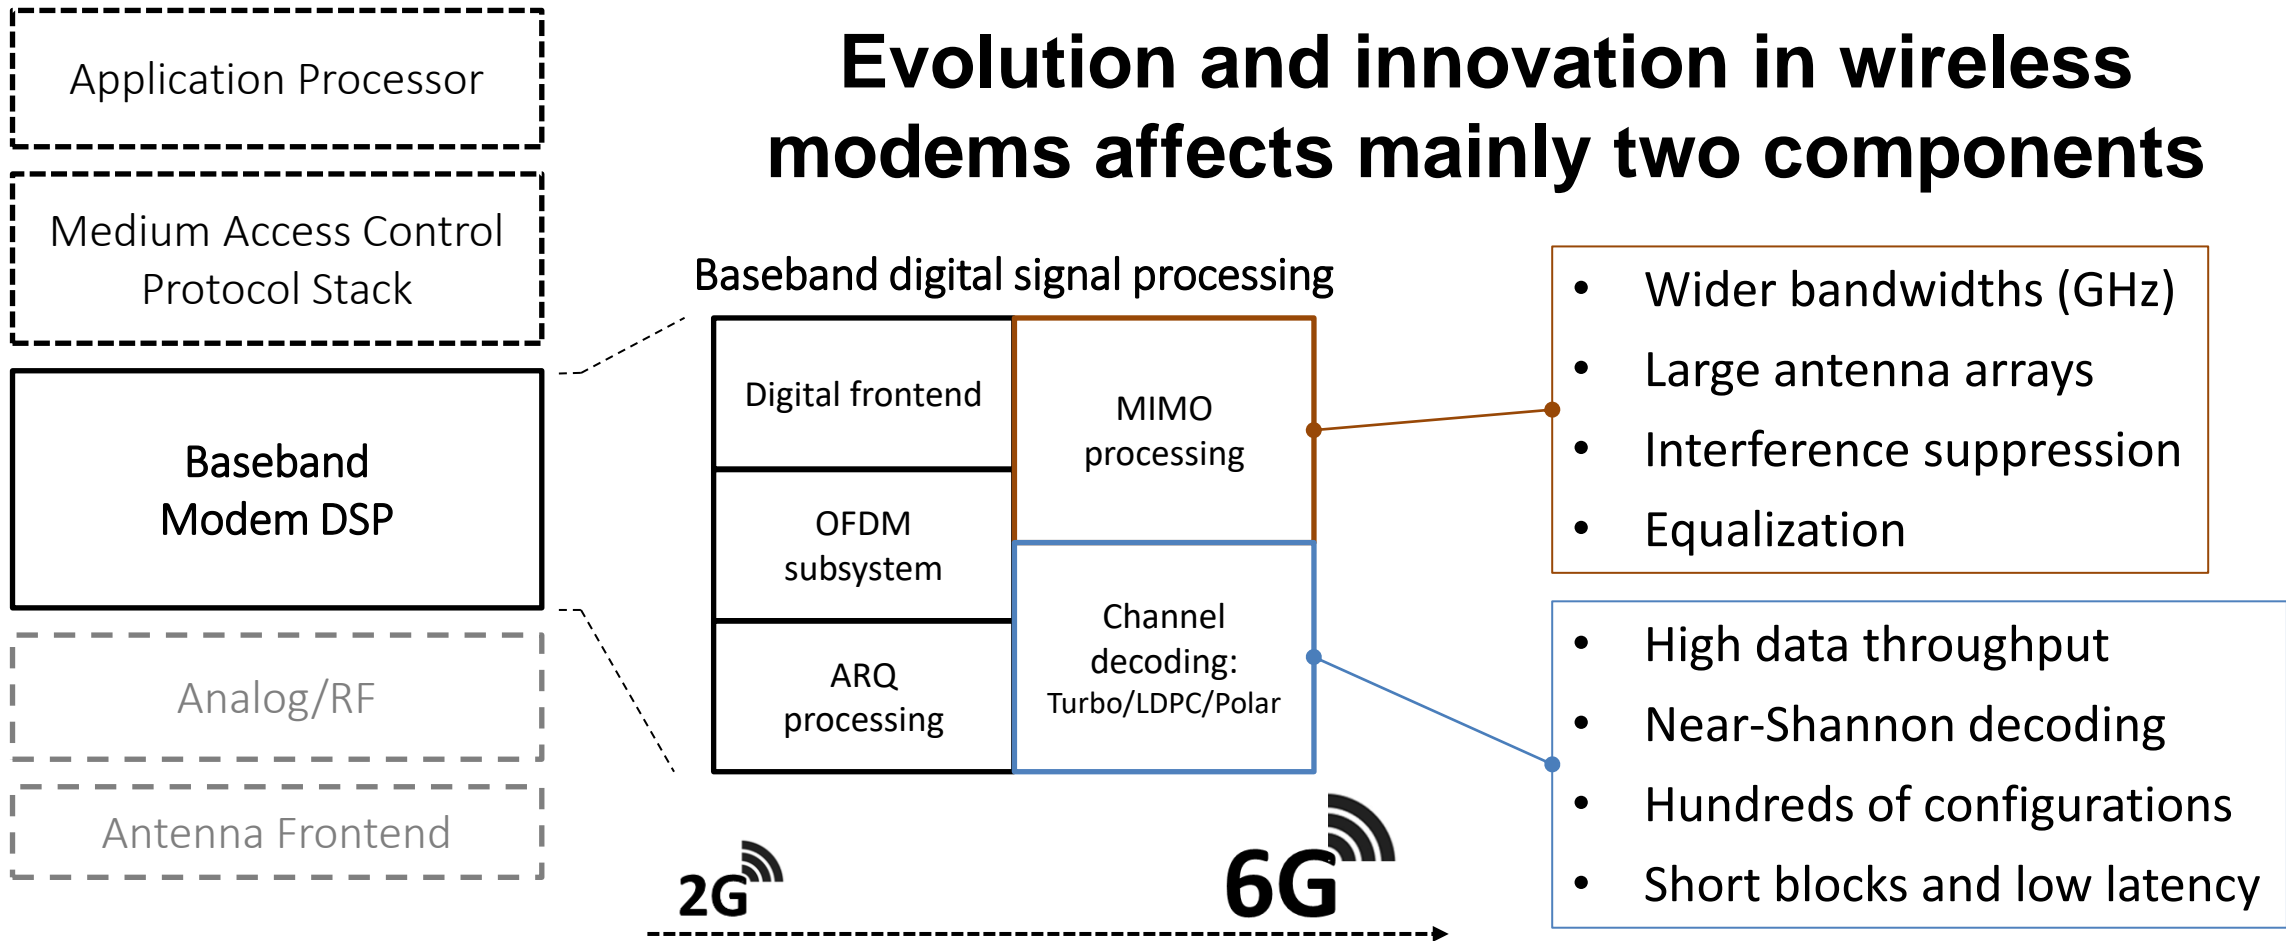 Evolution and innovation in wireless
modems affects mainly two components
Application Processor
Medium Access Control
Protocol Stack
Baseband
Modem DSP
Analog/RF
Antenna Frontend
Baseband digital signal processing
Digital frontend
OFDM
subsystem
ARQ
processing
MIMO
processing
Channel
decoding:
Turbo/LDPC/Polar
2G
6G
• Wider bandwidths (GHz)
• Large antenna arrays
• Interference suppression
• Equalization
• High data throughput
• Near-Shannon decoding
• Hundreds of configurations
• Short blocks and low latency